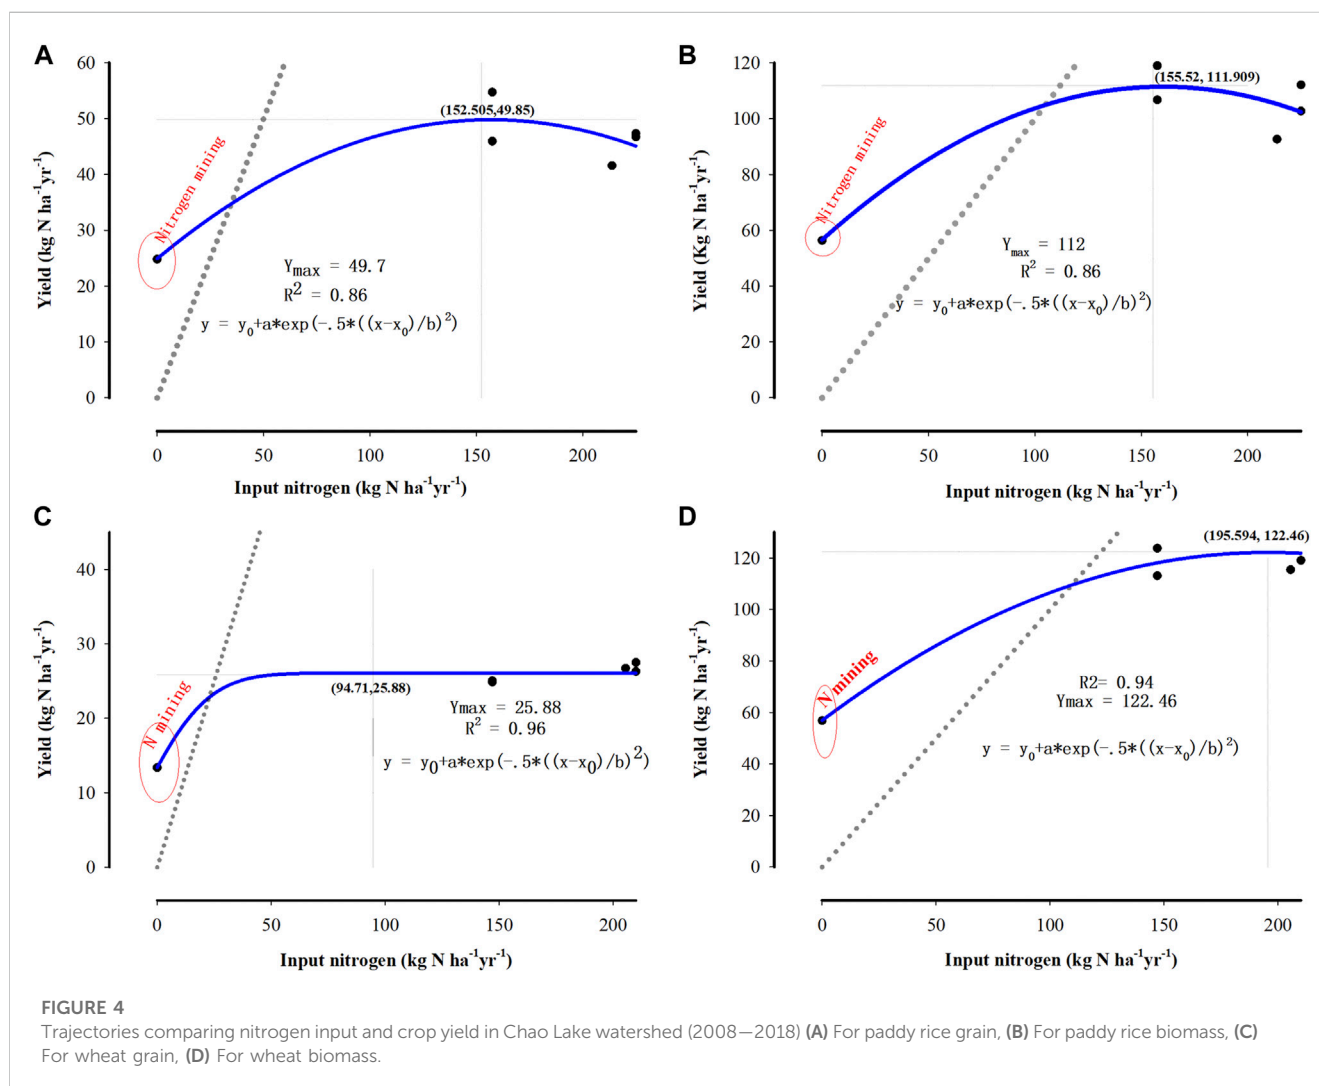 A
60
50
40
30
20
10
0
Yield (kg N ha⁻¹yr⁻¹)
Nitrogen mining
(152.505,49.85)
Ymax = 49.7
R² = 0.86
y = y₀+a*exp(-.5*((x-x₀)/b)²)
0 50 100 150 200
Input nitrogen (kg N ha⁻¹yr⁻¹)
B
120
100
80
60
40
20
0
Yield (Kg N ha⁻¹yr⁻¹)
Nitrogen mining
(155.52, 111.909)
Ymax = 112
R² = 0.86
y = y₀+a*exp(-.5*((x-x₀)/b)²)
0 50 100 150 200
Input nitrogen (kg N ha⁻¹yr⁻¹)
C
40
30
20
10
0
Yield (kg N ha⁻¹yr⁻¹)
N mining
(94.71,25.88)
Ymax = 25.88
R² = 0.96
y = y₀+a*exp(-.5*((x-x₀)/b)²)
0 50 100 150 200
Input nitrogen (kg N ha⁻¹yr⁻¹)
D
120
100
80
60
40
20
0
Yield (kg N ha⁻¹yr⁻¹)
N mining
(195.594, 122.46)
R2= 0.94
Ymax = 122.46
y = y₀+a*exp(-.5*((x-x₀)/b)²)
0 50 100 150 200
Input nitrogen (kg N ha⁻¹yr⁻¹)
FIGURE 4
Trajectories comparing nitrogen input and crop yield in Chao Lake watershed (2008—2018) (A) For paddy rice grain, (B) For paddy rice biomass, (C)
For wheat grain, (D) For wheat biomass.